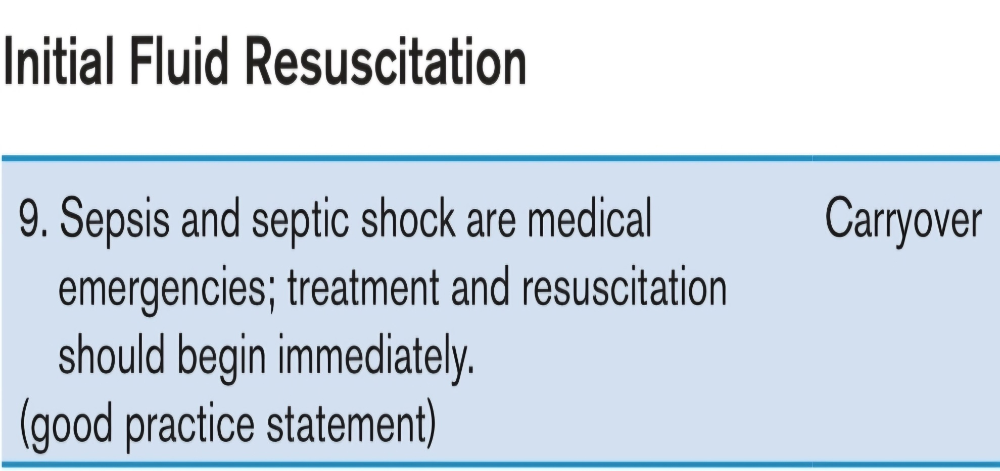 Initial Fluid Resuscitation
9. Sepsis and septic shock are medical Carryover
emergencies; treatment and resuscitation
should begin immediately.
(good practice statement)